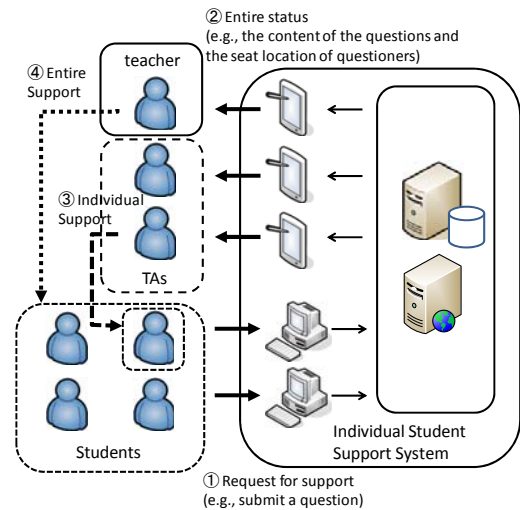 ② Entire status
(e.g., the content of the questions and
the seat location of questioners)
④ Entire
Support
teacher
③ Individual
Support
TAs
Students
Individual Student
Support System
① Request for support
(e.g., submit a question)